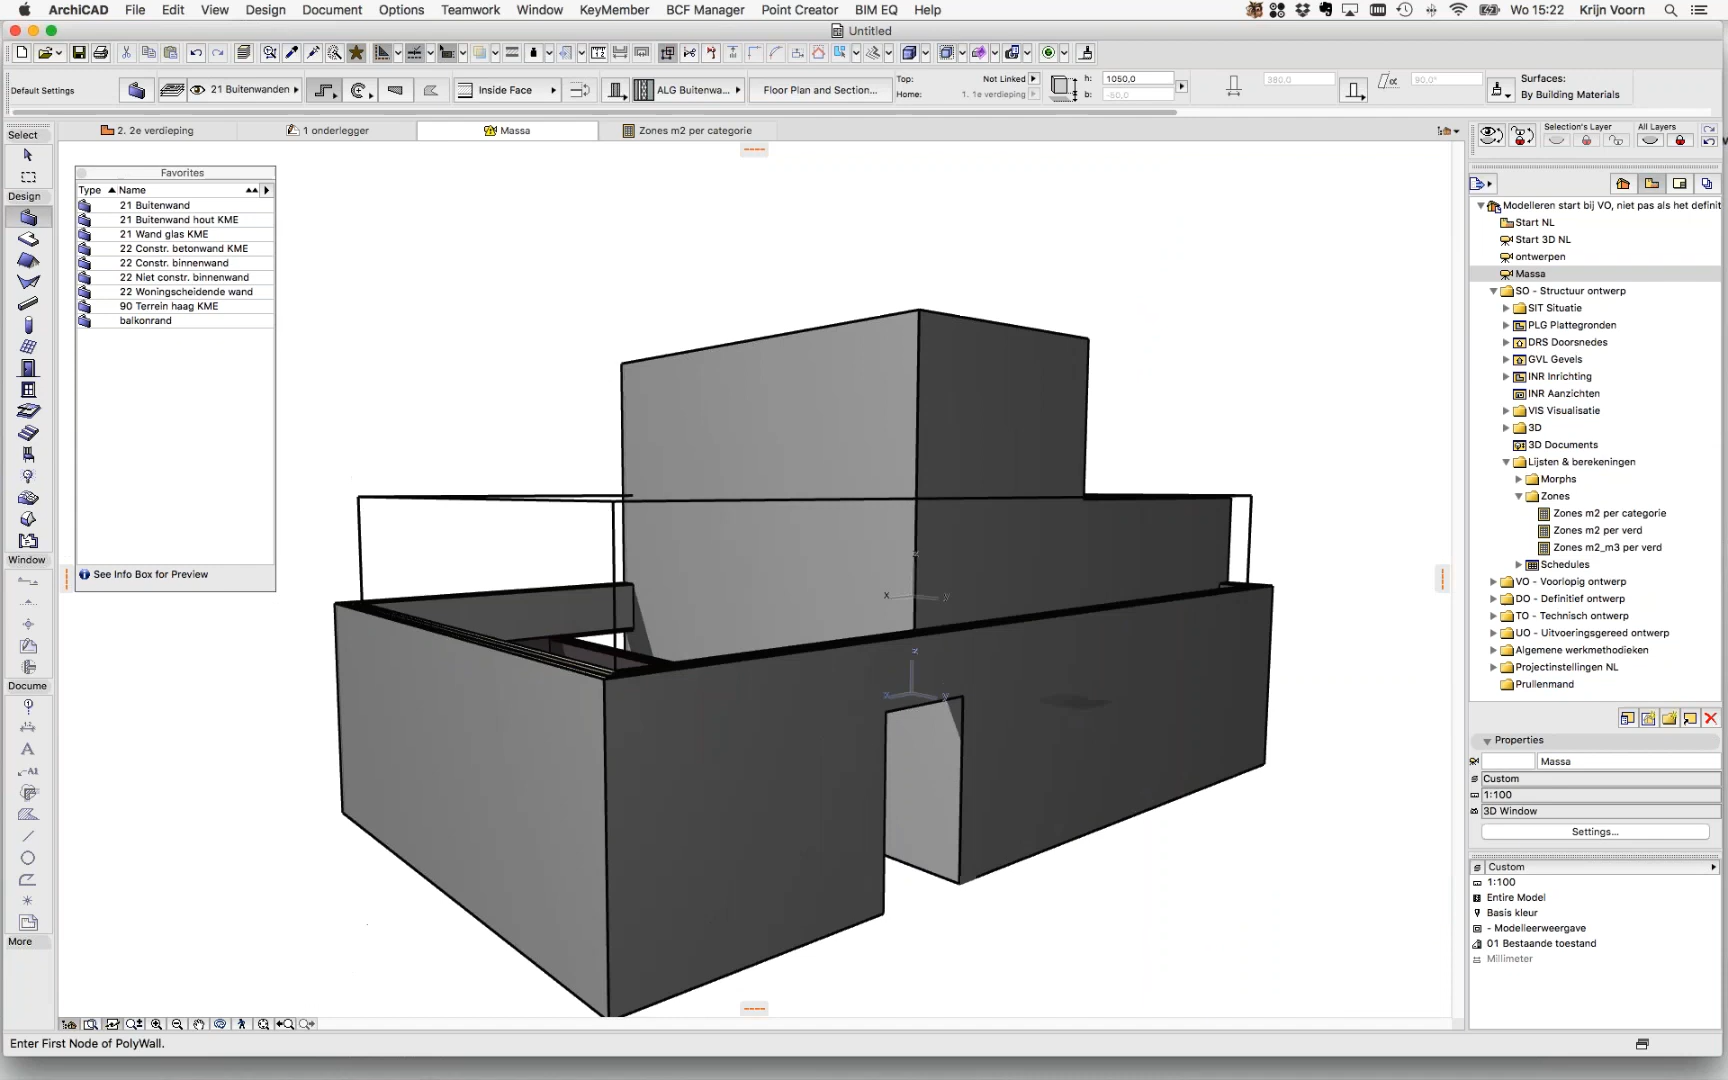 ArchiCAD File Edit View Design Document Options Teamwork Window KeyMember BCF Manager Point Creator BIM EQ Help Wo 15:22 Krijn Voorn
Untitled
Default Settings
21 Buitenwanden
Inside Face
ALG Buitenwa...
Floor Plan and Section...
Top: Not Linked
Home: 1. 1e verdieping
h: 1050,0
b: -80,0
380.0
90,0°
Surfaces:
By Building Materials
Select
2. 2e verdieping
1 onderlegger
Massa
Zones m2 per categorie
Selection's Layer
All Layers
Favorites
Type Name
21 Buitenwand
21 Buitenwand hout KME
21 Wand glas KME
22 Constr. betonwand KME
22 Constr. binnenwand
22 Niet constr. binnenwand
22 Woningscheidende wand
90 Terrein haag KME
balkonrand
See Info Box for Preview
Design
Window
Docume
More
Modelleren start bij VO, niet pas als het definit
Start NL
Start 3D NL
ontwerpen
Massa
SO - Structuur ontwerp
SIT Situatie
PLG Plattegronden
DRS Doorsnedes
GVL Gevels
INR Inrichting
INR Aanzichten
VIS Visualisatie
3D
3D Documents
Lijsten & berekeningen
Morphs
Zones
Zones m2 per categorie
Zones m2 per verd
Zones m2_m3 per verd
Schedules
VO - Voorlopig ontwerp
DO - Definitief ontwerp
TO - Technisch ontwerp
UO - Uitvoeringsgereed ontwerp
Algemene werkmethodieken
Projectinstellingen NL
Prullenmand
Properties
Massa
Custom
1:100
3D Window
Settings...
Custom
1:100
Entire Model
Basis kleur
- Modelleerweergave
01 Bestaande toestand
Millimeter
Enter First Node of PolyWall.